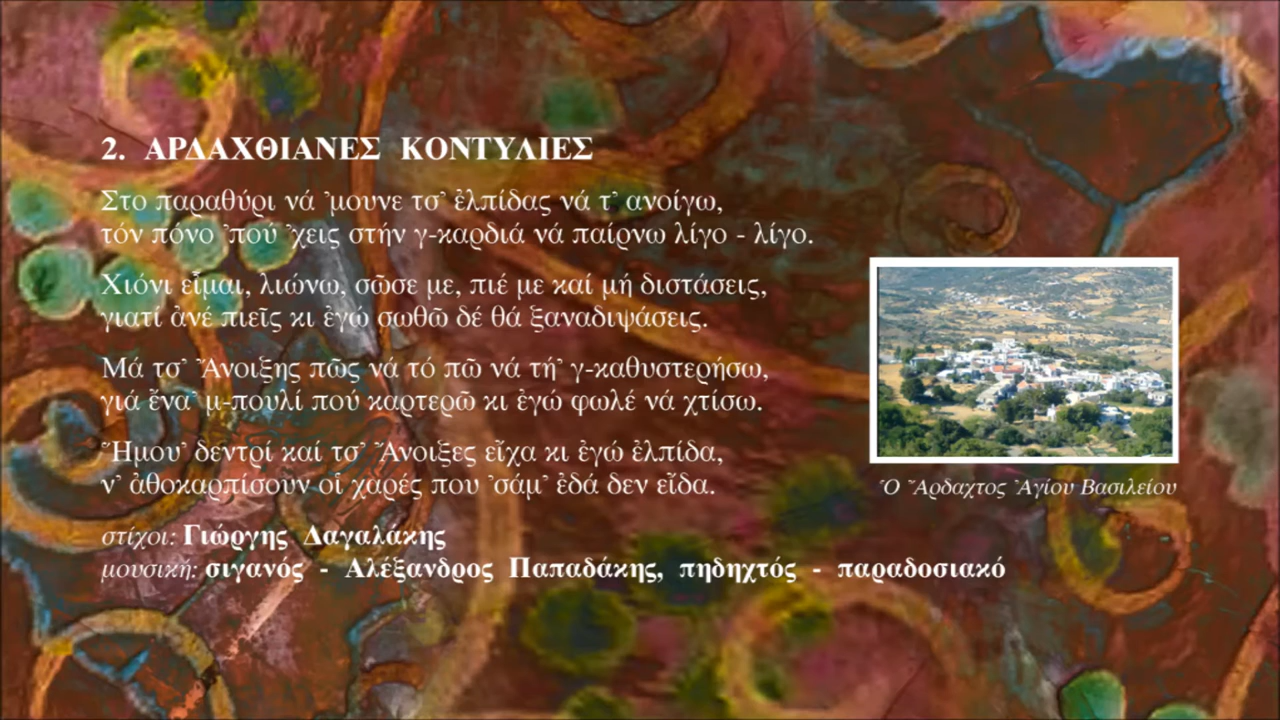 2. ΑΡΔΑΧΘΙΑΝΕΣ ΚΟΝΤΥΛΙΕΣ
Στο παραθύρι νά ᾿μουνε τσ᾿ ἐλπίδας νά τ᾿ ανοίγω,
τόν πόνο ᾿πού ᾿χεις στήν γ-καρδιά νά παίρνω λίγο - λίγο.
Χιόνι εἶμαι, λιώνω, σῶσε με, πιέ με καί μή διστάσεις,
γιατί ἀνέ πιεῖς κι ἐγώ σωθῶ δέ θά ξαναδιψάσεις.
Μά τσ᾿ Ἄνοιξης πῶς νά τό πῶ νά τή᾿ γ-καθυστερήσω,
γιά ἕνα᾿ μ-πουλί πού καρτερῶ κι ἐγώ φωλέ νά χτίσω.
Ἤμου᾿ δεντρί καί τσ᾿ Ἄνοιξες εἶχα κι ἐγώ ἐλπίδα,
ν᾿ ἀθοκαρπίσουν οἱ χαρές που ᾿σάμ᾿ ἐδά δεν εἶδα.
Ὁ Ἄρδαχτος Ἁγίου Βασιλείου
στίχοι: Γιώργης Δαγαλάκης
μουσική: σιγανός - Αλέξανδρος Παπαδάκης, πηδηχτός - παραδοσιακό